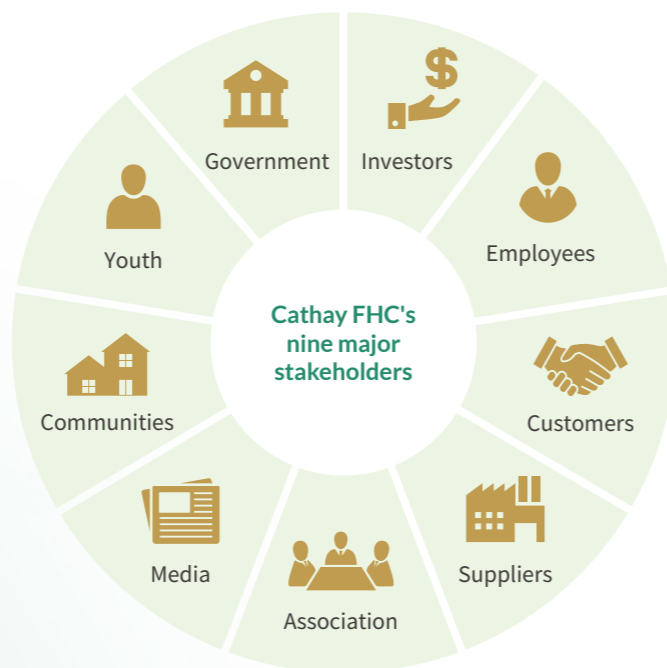 Government
Investors
Youth
Employees
Cathay FHC's
nine major
stakeholders
Communities
Customers
Media
Suppliers
Association
$